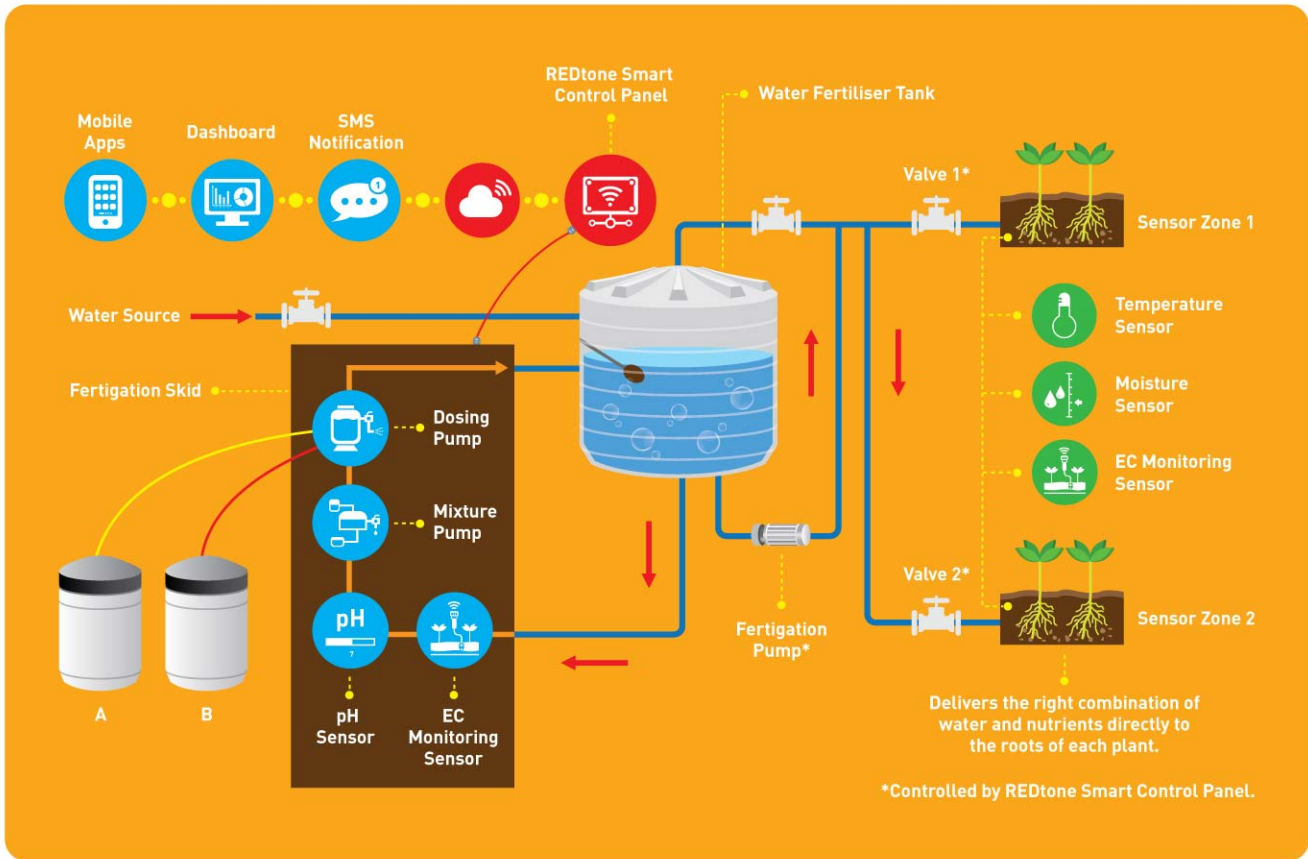 REDtone Smart
Control Panel
Water Fertiliser Tank
Mobile
Apps
Dashboard
SMS
Notification
1
Valve 1*
Sensor Zone 1
Water Source
Temperature
Sensor
Fertigation Skid
Dosing
Pump
Moisture
Sensor
EC Monitoring
Sensor
Mixture
Pump
Valve 2*
pH
?
Fertigation
Pump*
Sensor Zone 2
A
B
pH
Sensor
EC
Monitoring
Sensor
Delivers the right combination of
water and nutrients directly to
the roots of each plant.
*Controlled by REDtone Smart Control Panel.